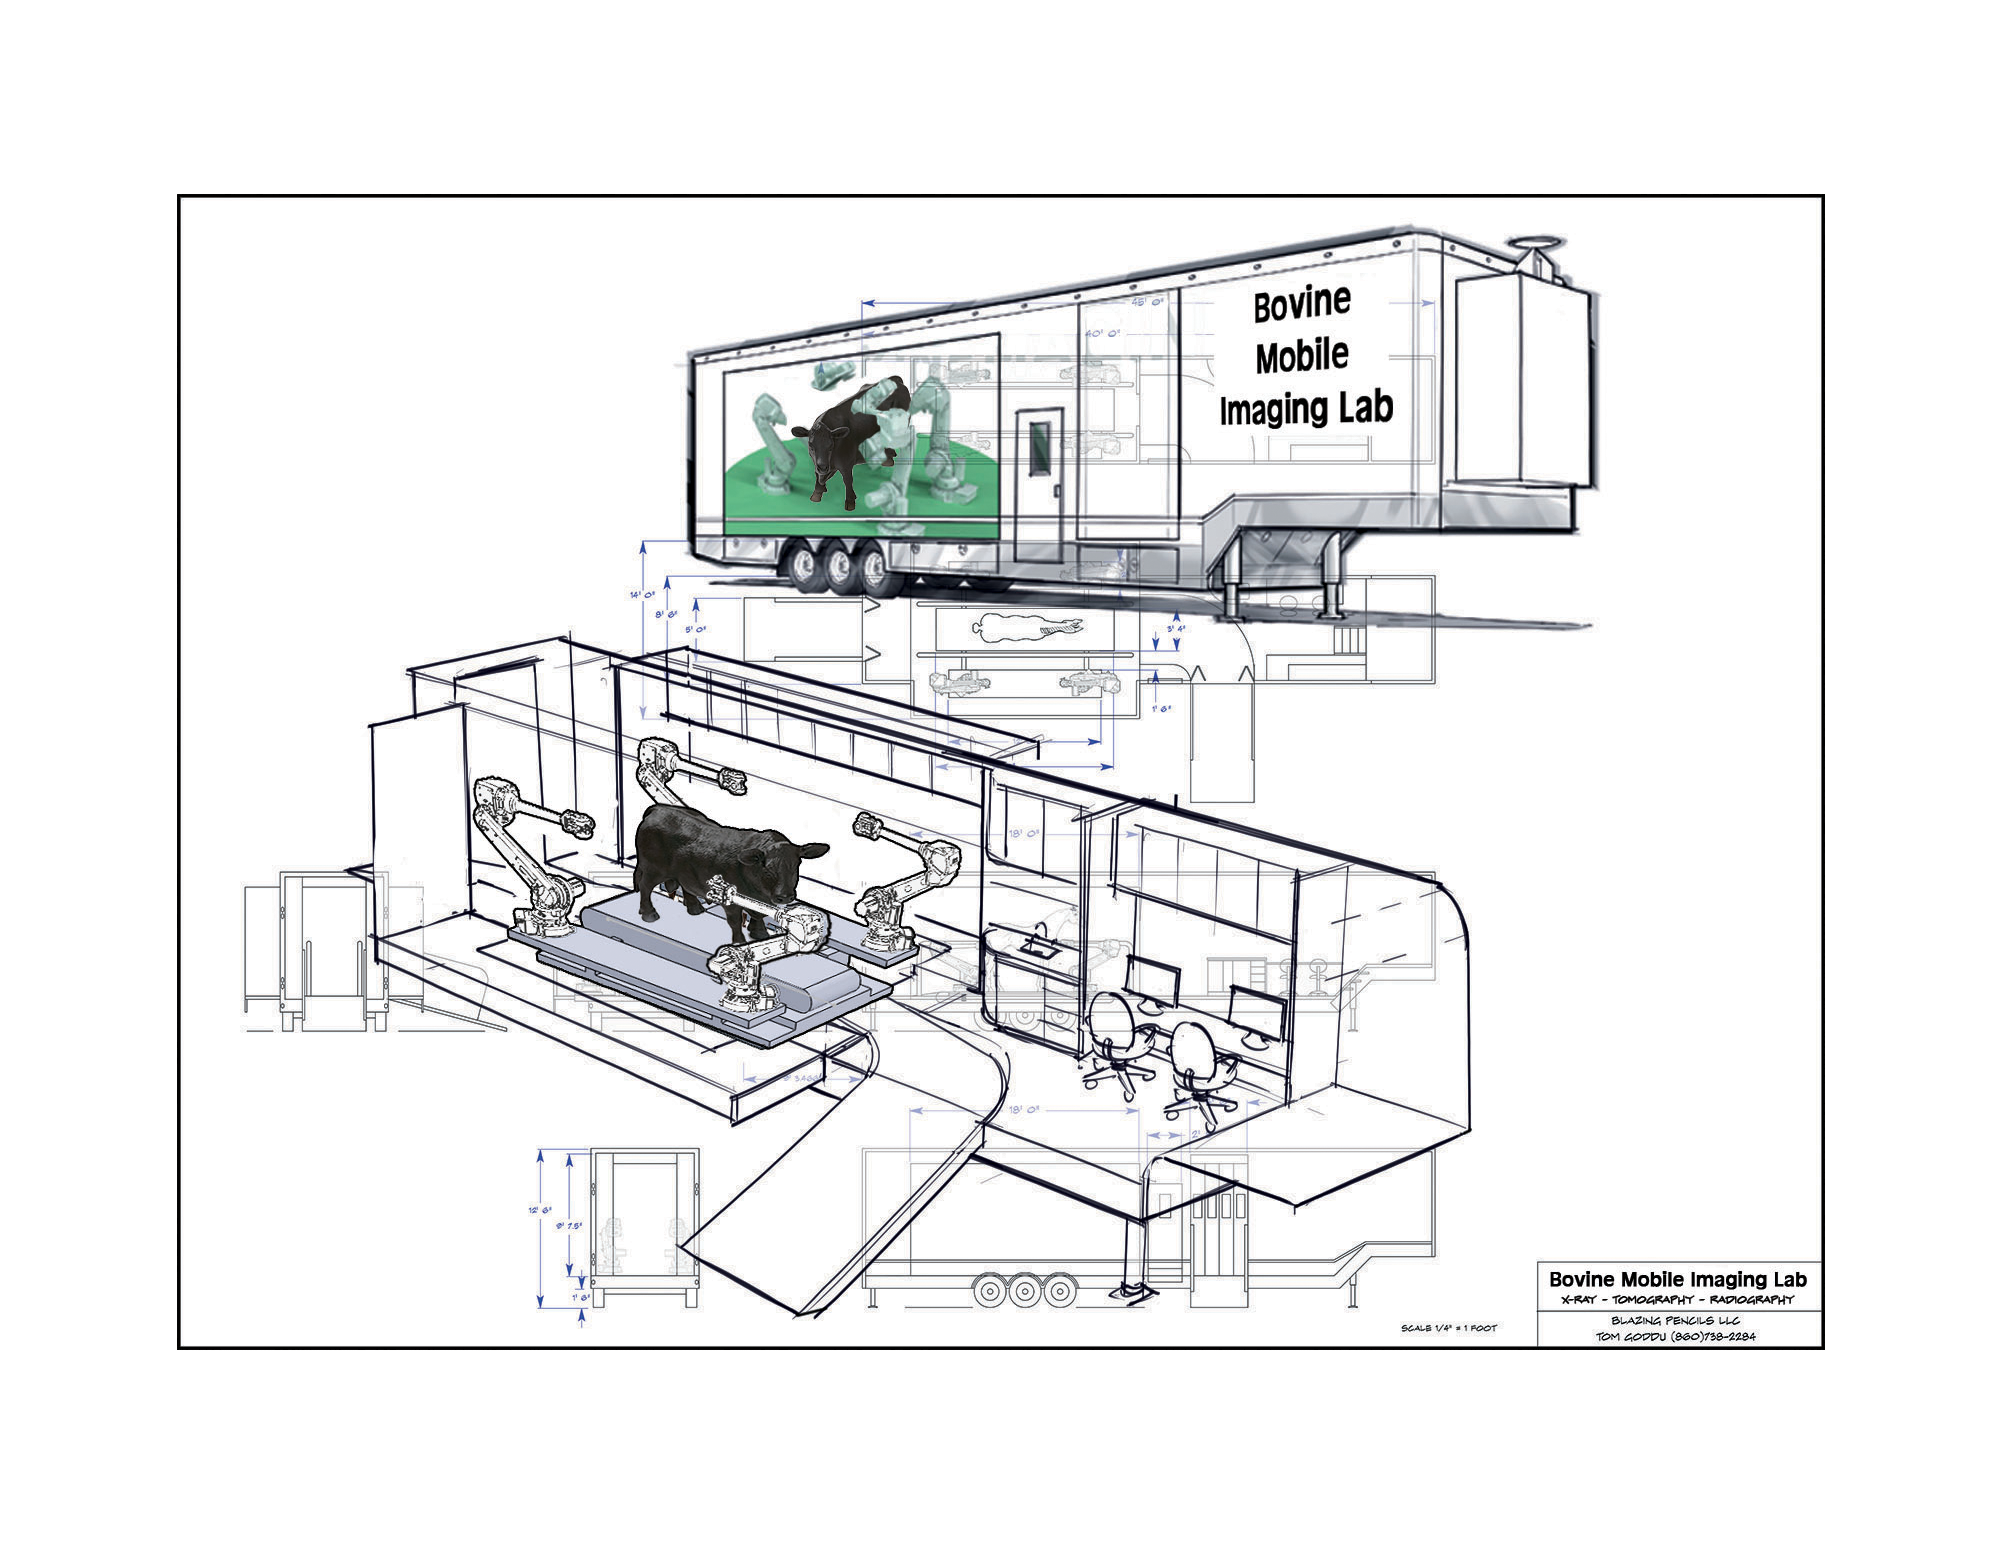 Bovine
Mobile
Imaging Lab
45' 0"
40' 0"
14' 0"
8' 6"
5' 0"
3' 4"
1' 6"
18' 0"
18' 0"
2'
12' 6"
9' 7.5"
1' 6"
SCALE 1/4" = 1 FOOT
Bovine Mobile Imaging Lab
X-RAY - TOMOGRAPHY - RADIOGRAPHY
BLAZING PENCILS LLC
TOM GODDU (860)738-2284